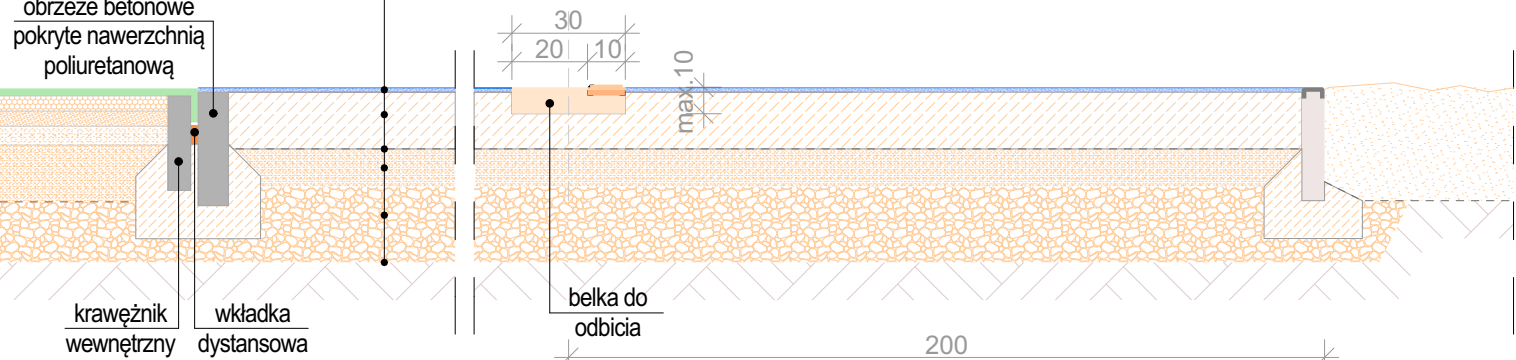 obrzeże betonowe
pokryte nawerzchnią
poliuretanową
30
20 10
max.10
krawężnik
wewnętrzny
wkładka
dystansowa
belka do
odbicia
200